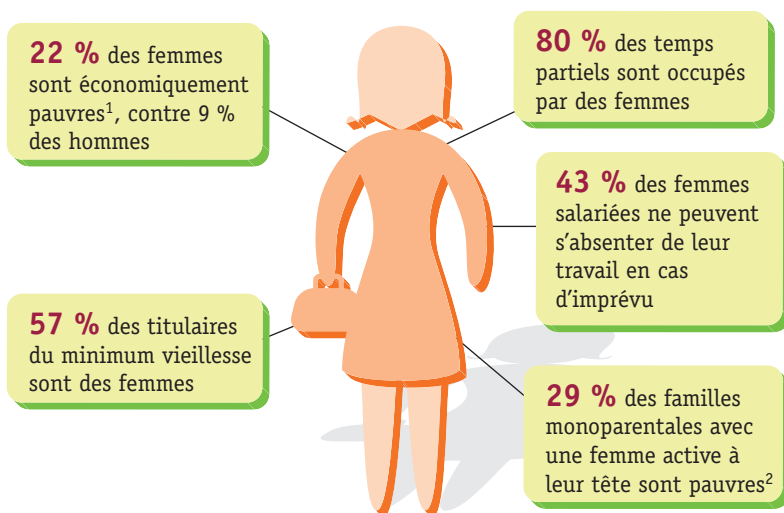 22 % des femmes
sont économiquement
pauvres¹, contre 9 %
des hommes
80 % des temps
partiels sont occupés
par des femmes
43 % des femmes
salariées ne peuvent
s’absenter de leur
travail en cas
d’imprévu
57 % des titulaires
du minimum vieillesse
sont des femmes
29 % des familles
monoparentales avec
une femme active à
leur tête sont pauvres²